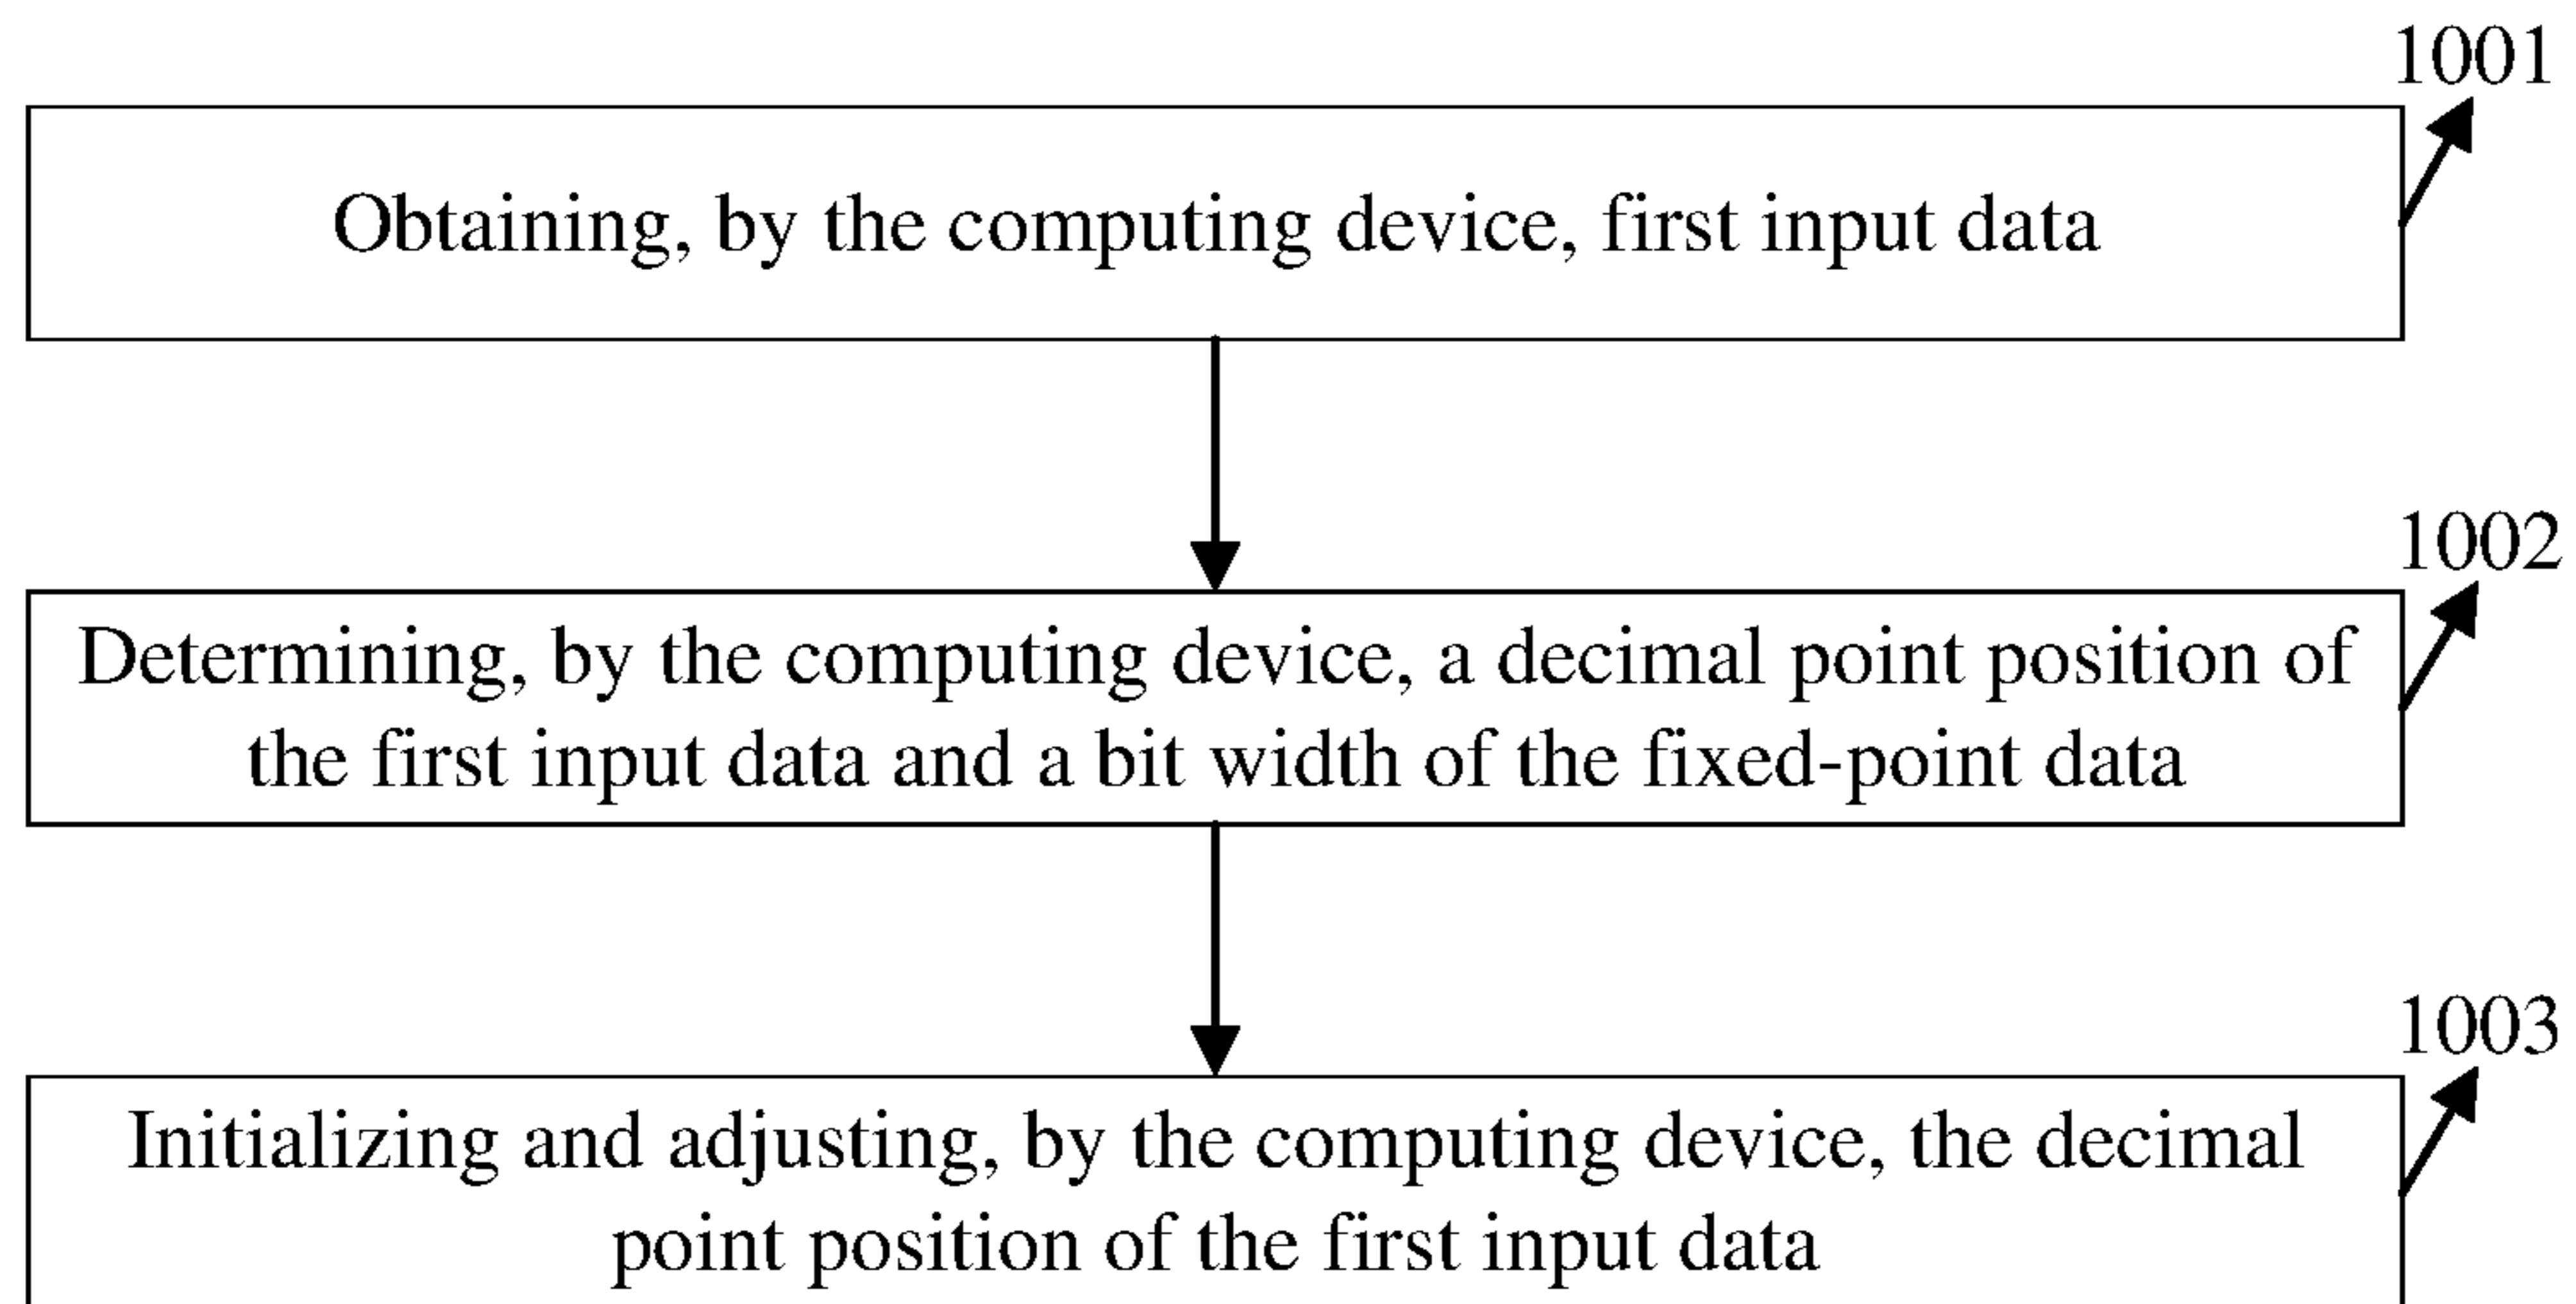 1001
Obtaining, by the computing device, first input data
1002
Determining, by the computing device, a decimal point position of
the first input data and a bit width of the fixed-point data
1003
Initializing and adjusting, by the computing device, the decimal
point position of the first input data